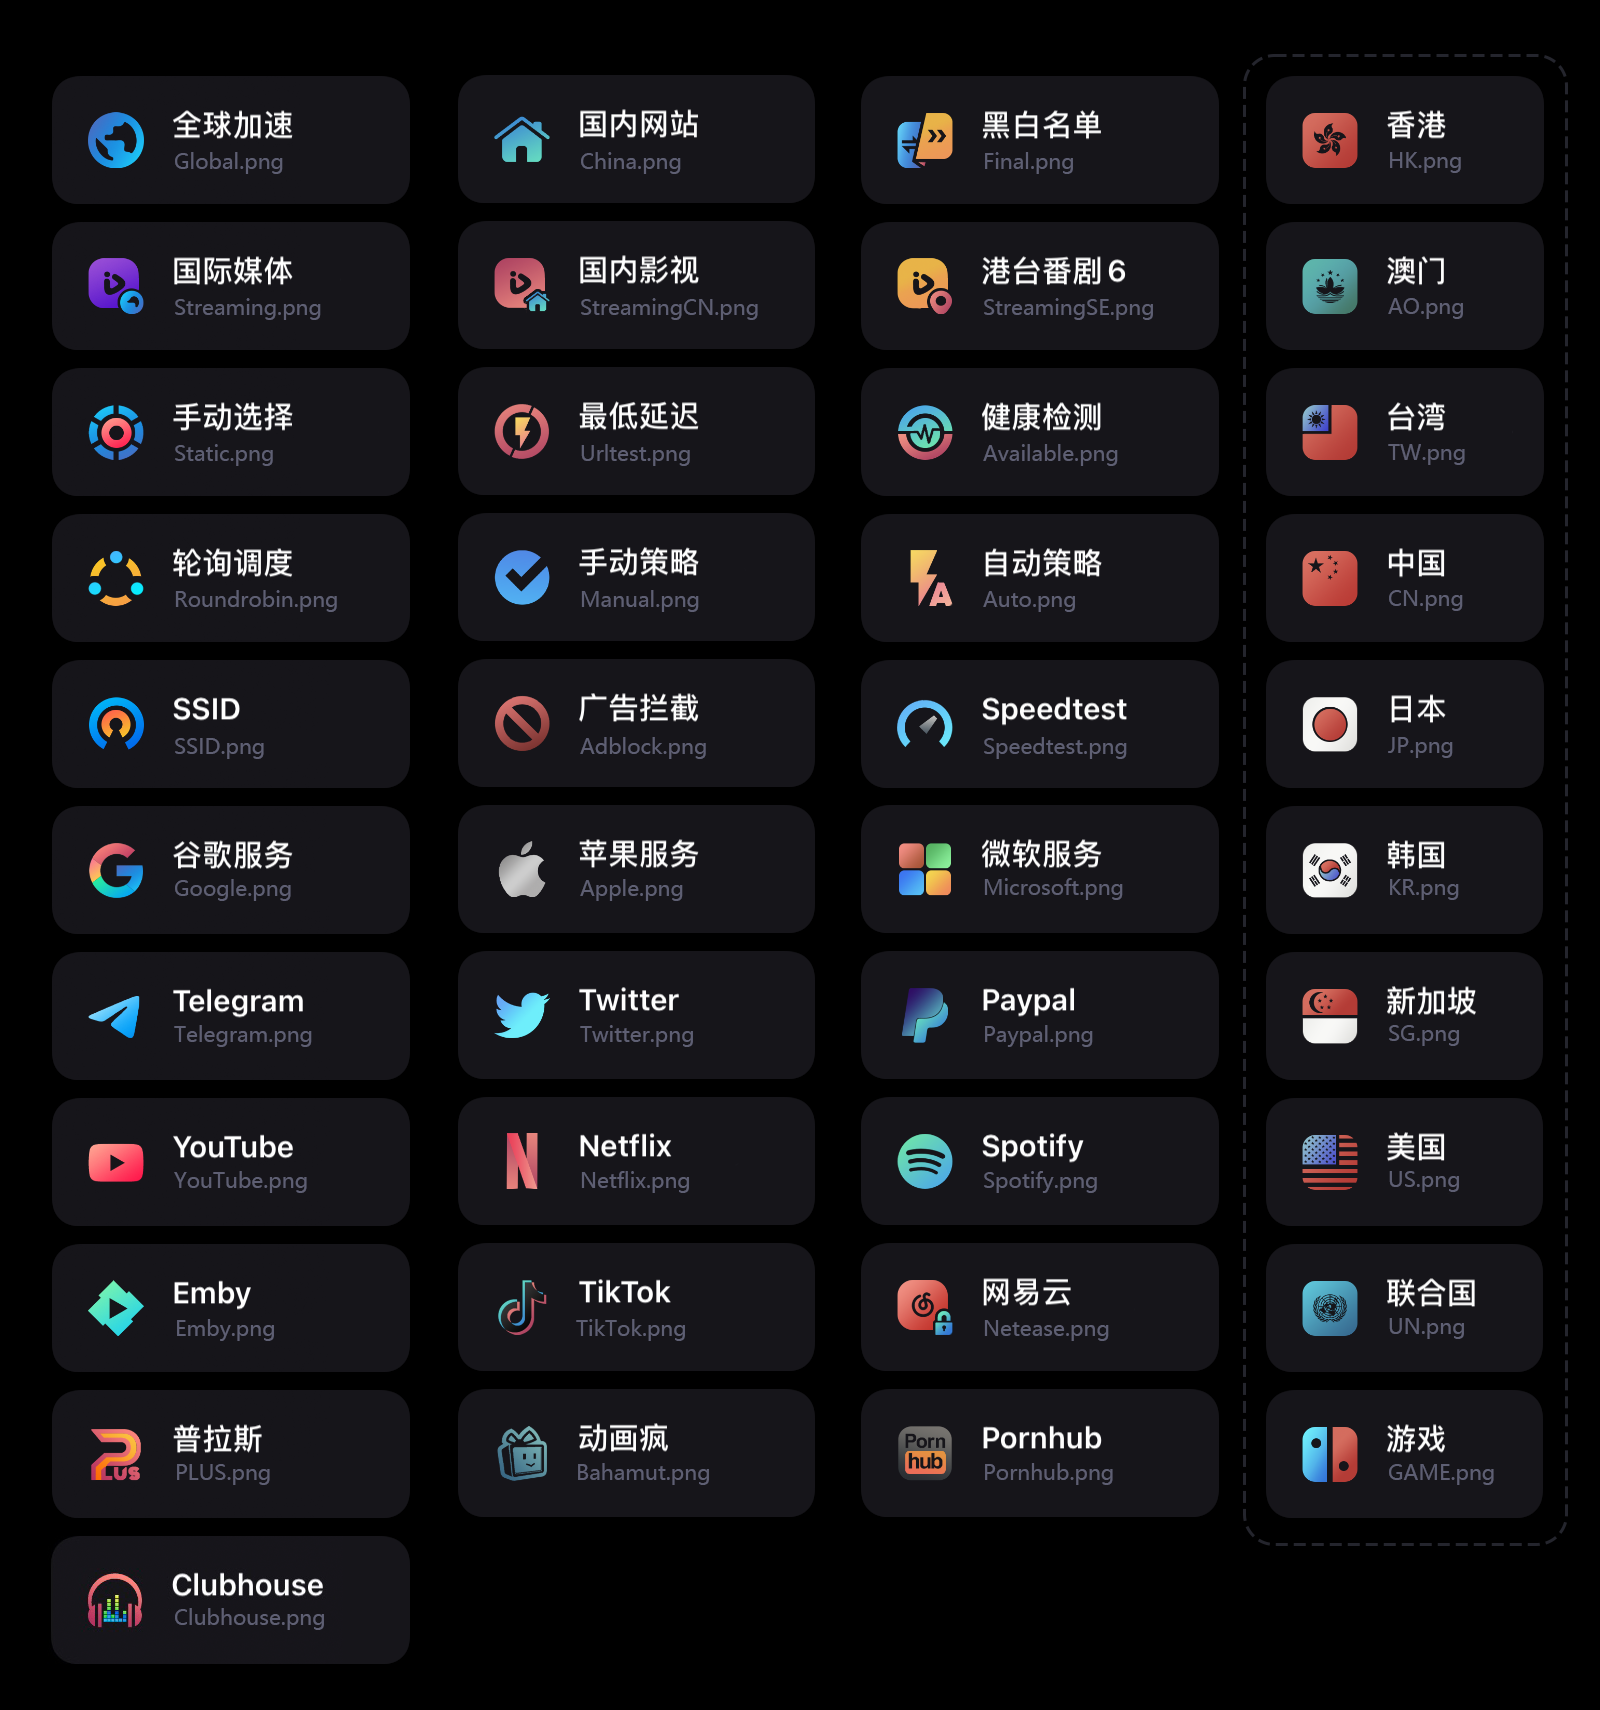 全球加速
Global.png
国内网站
China.png
黑白名单
Final.png
香港
HK.png
国际媒体
Streaming.png
国内影视
StreamingCN.png
港台番剧6
StreamingSE.png
澳门
AO.png
手动选择
Static.png
最低延迟
Urltest.png
健康检测
Available.png
台湾
TW.png
轮询调度
Roundrobin.png
手动策略
Manual.png
自动策略
Auto.png
中国
CN.png
SSID
SSID.png
广告拦截
Adblock.png
Speedtest
Speedtest.png
日本
JP.png
谷歌服务
Google.png
苹果服务
Apple.png
微软服务
Microsoft.png
韩国
KR.png
Telegram
Telegram.png
Twitter
Twitter.png
Paypal
Paypal.png
新加坡
SG.png
YouTube
YouTube.png
Netflix
Netflix.png
Spotify
Spotify.png
美国
US.png
Emby
Emby.png
TikTok
TikTok.png
网易云
Netease.png
联合国
UN.png
PLUS
普拉斯
PLUS.png
动画疯
Bahamut.png
Porn
hub
Pornhub
Pornhub.png
游戏
GAME.png
Clubhouse
Clubhouse.png